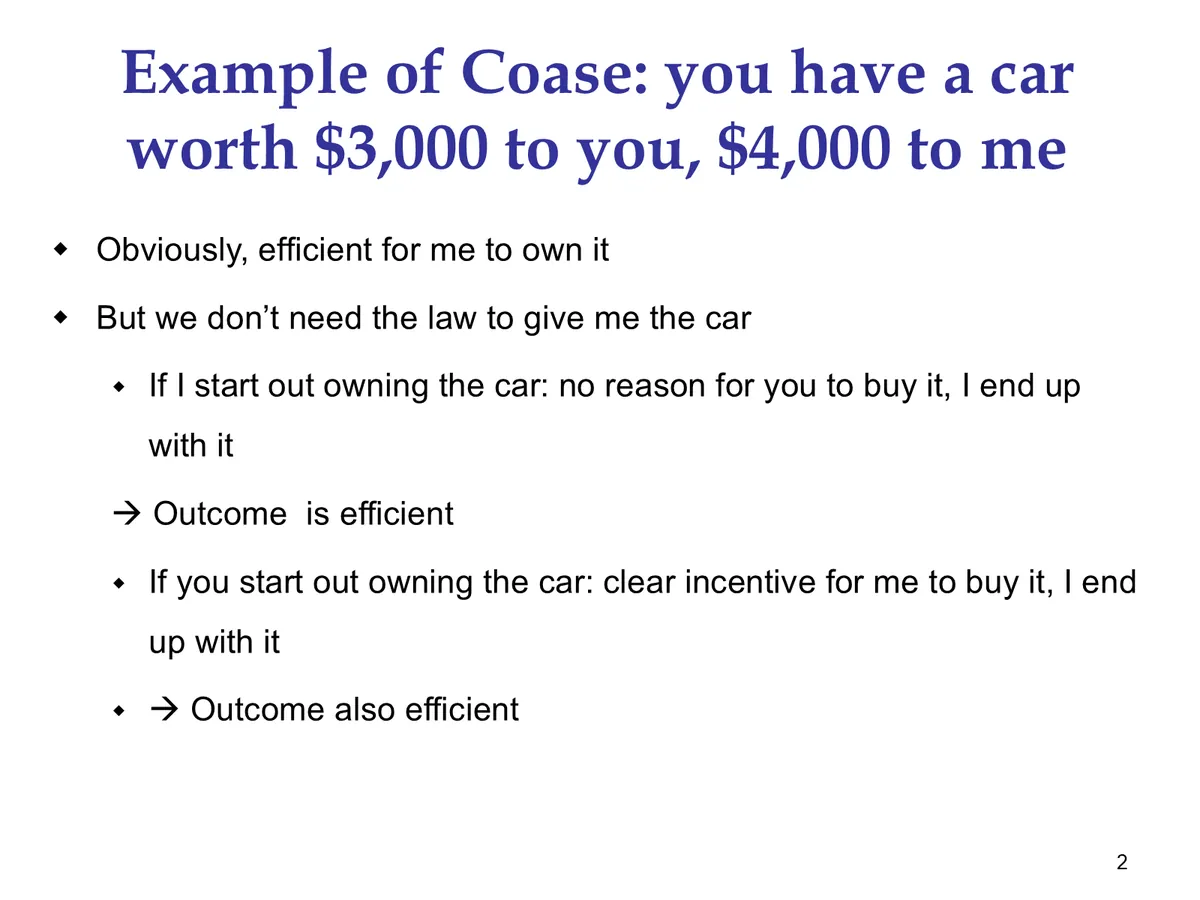 Example of Coase: you have a car
worth $3,000 to you, $4,000 to me
◆ Obviously, efficient for me to own it
◆ But we don’t need the law to give me the car
◆ If I start out owning the car: no reason for you to buy it, I end up
with it
→ Outcome  is efficient
◆ If you start out owning the car: clear incentive for me to buy it, I end
up with it
◆ → Outcome also efficient
2